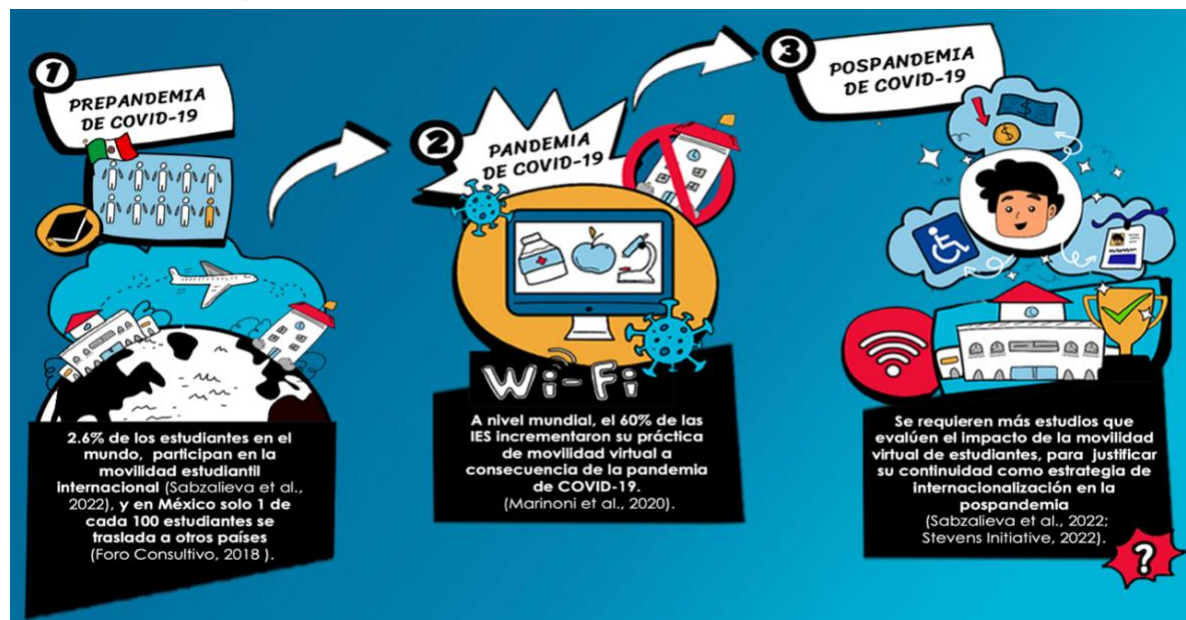 1
PREPANDEMIA
DE COVID-19
2.6% de los estudiantes en el
mundo, participan en la
movilidad estudiantil
internacional (Sabzalieva et al.,
2022), y en México solo 1 de
cada 100 estudiantes se
traslada a otros países
(Foro Consultivo, 2018 ).
2
PANDEMIA
DE COVID-19
Wi-Fi
A nivel mundial, el 60% de las
IES incrementaron su práctica
de movilidad virtual a
consecuencia de la pandemia
de COVID-19.
(Marinoni et al., 2020).
3
POSPANDEMIA
DE COVID-19
$
$
Se requieren más estudios que
evalúen el impacto de la movilidad
virtual de estudiantes, para justificar
su continuidad como estrategia de
internacionalización en la
pospandemia
(Sabzalieva et al., 2022;
Stevens Initiative, 2022).
?